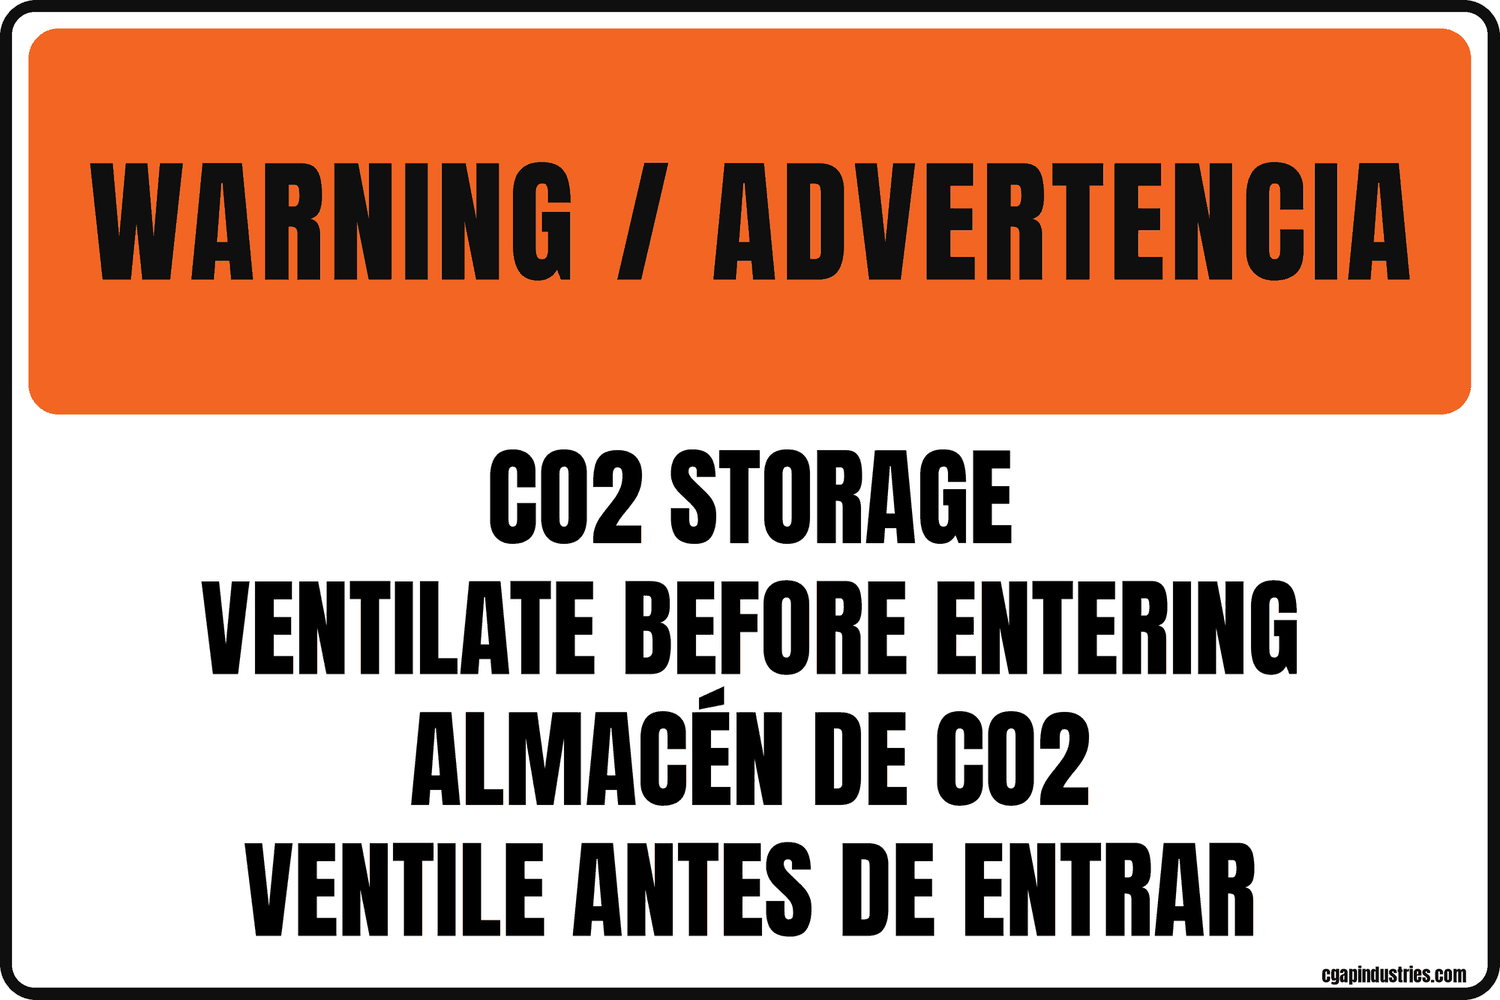 WARNING / ADVERTENCIA
CO2 STORAGE
VENTILATE BEFORE ENTERING
ALMACÉN DE CO2
VENTILE ANTES DE ENTRAR
cgapindustries.com